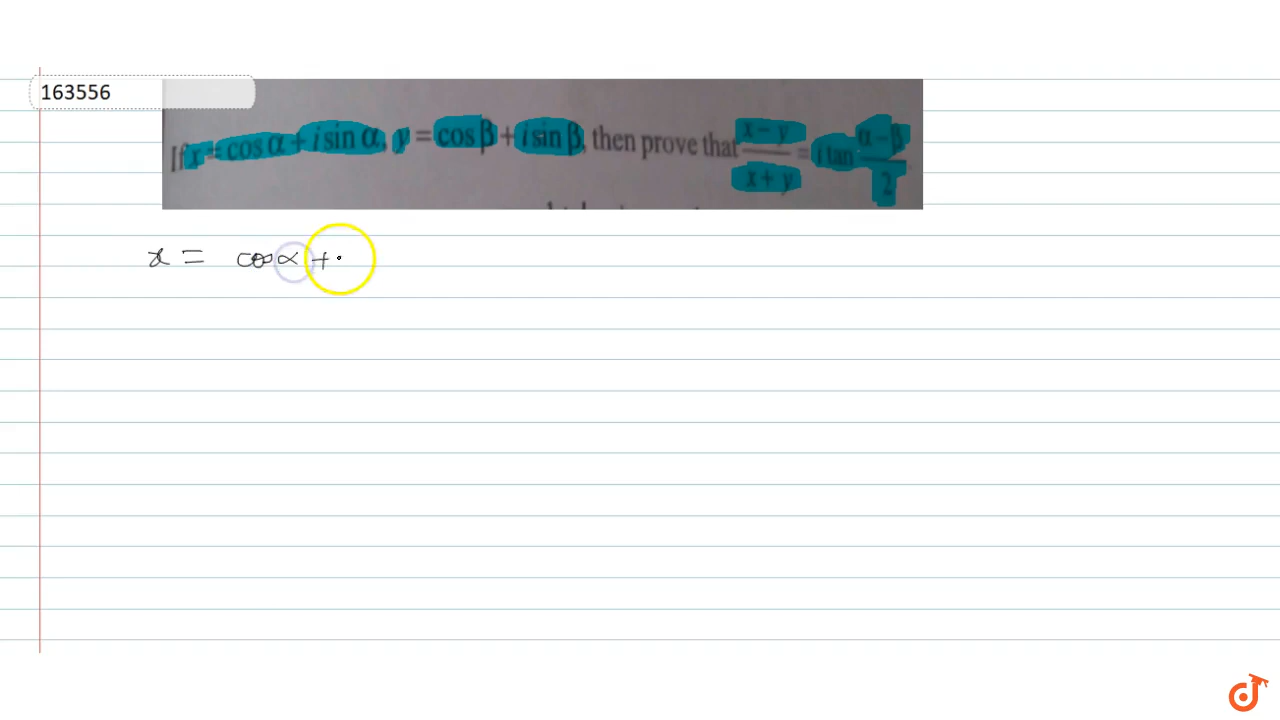 163556
If x = cos α + i sin α, y = cos β + i sin β, then prove that x − y / x + y = i tan α − β / 2
x = cos α + ·